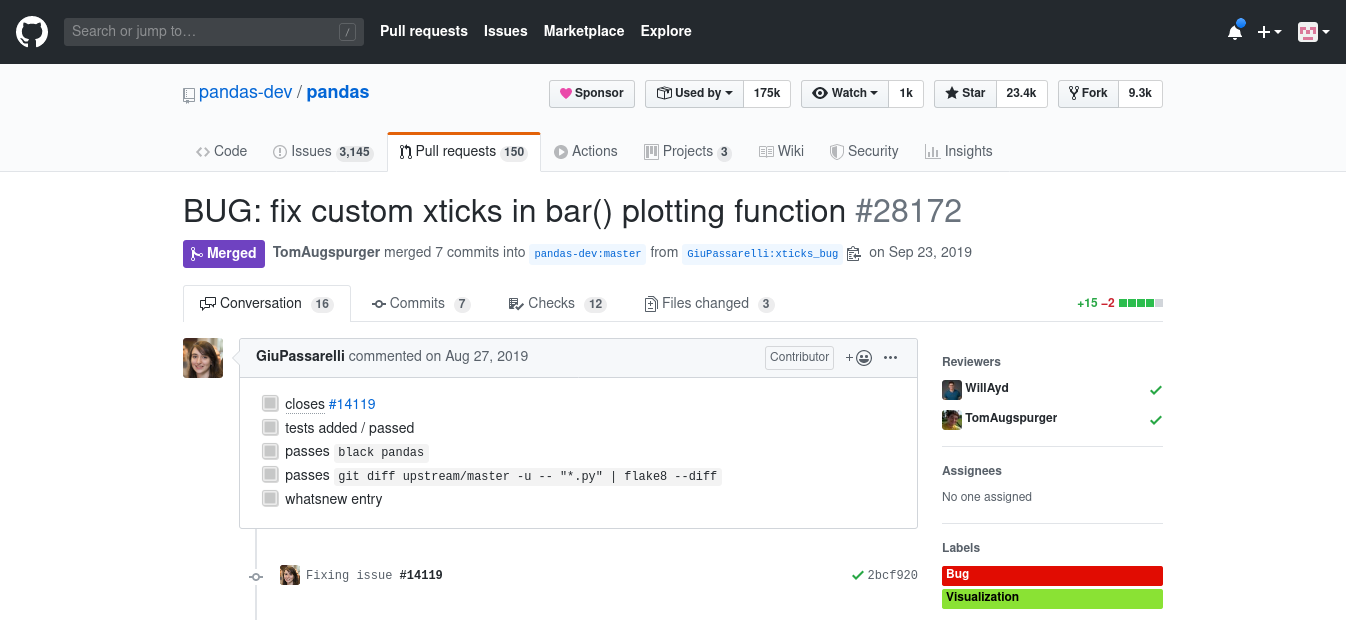 Search or jump to… /
Pull requests Issues Marketplace Explore
pandas-dev / pandas
Sponsor Used by 175k Watch 1k Star 23.4k Fork 9.3k
Code Issues 3,145 Pull requests 150 Actions Projects 3 Wiki Security Insights
BUG: fix custom xticks in bar() plotting function #28172
Merged TomAugspurger merged 7 commits into pandas-dev:master from GiuPassarelli:xticks_bug on Sep 23, 2019
Conversation 16 Commits 7 Checks 12 Files changed 3 +15 −2
GiuPassarelli commented on Aug 27, 2019 Contributor + •••
closes #14119
tests added / passed
passes black pandas
passes git diff upstream/master -u -- "*.py" | flake8 --diff
whatsnew entry
Fixing issue #14119 2bcf920
Reviewers
WillAyd
TomAugspurger
Assignees
No one assigned
Labels
Bug
Visualization